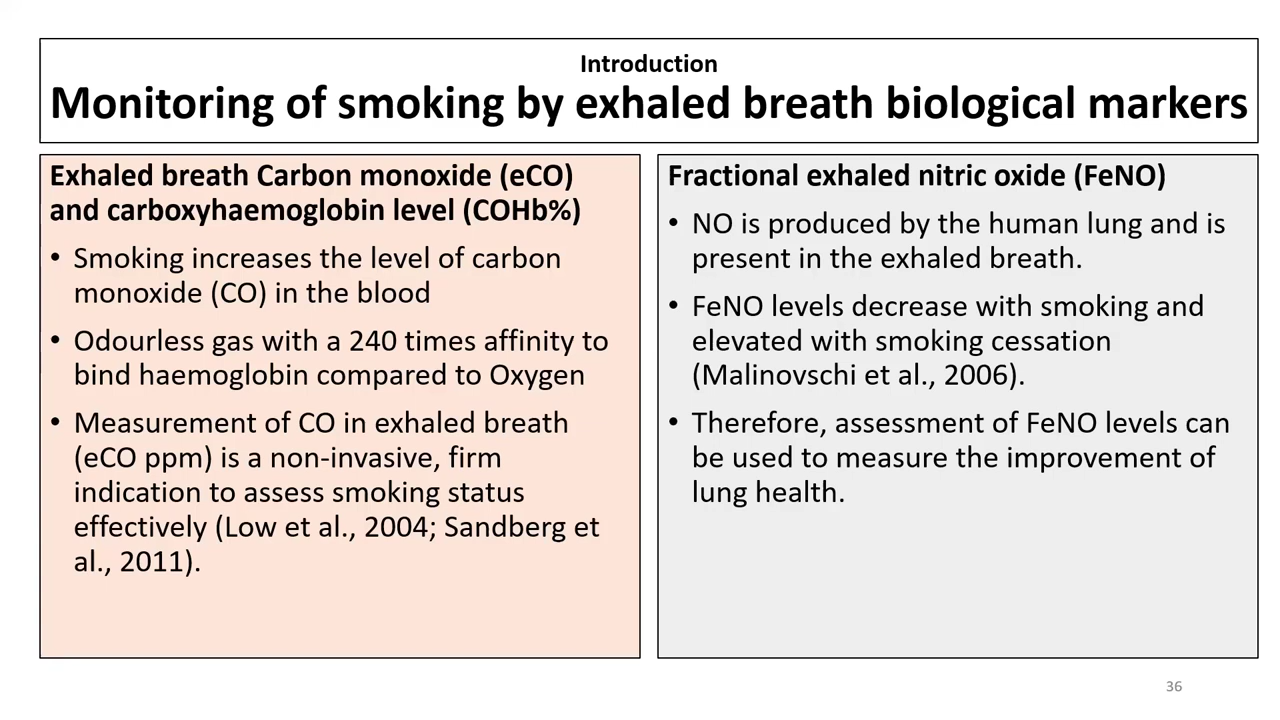 Introduction
Monitoring of smoking by exhaled breath biological markers
Exhaled breath Carbon monoxide (eCO)
and carboxyhaemoglobin level (COHb%)
• Smoking increases the level of carbon
monoxide (CO) in the blood
• Odourless gas with a 240 times affinity to
bind haemoglobin compared to Oxygen
• Measurement of CO in exhaled breath
(eCO ppm) is a non-invasive, firm
indication to assess smoking status
effectively (Low et al., 2004; Sandberg et
al., 2011).
Fractional exhaled nitric oxide (FeNO)
• NO is produced by the human lung and is
present in the exhaled breath.
• FeNO levels decrease with smoking and
elevated with smoking cessation
(Malinovschi et al., 2006).
• Therefore, assessment of FeNO levels can
be used to measure the improvement of
lung health.
36